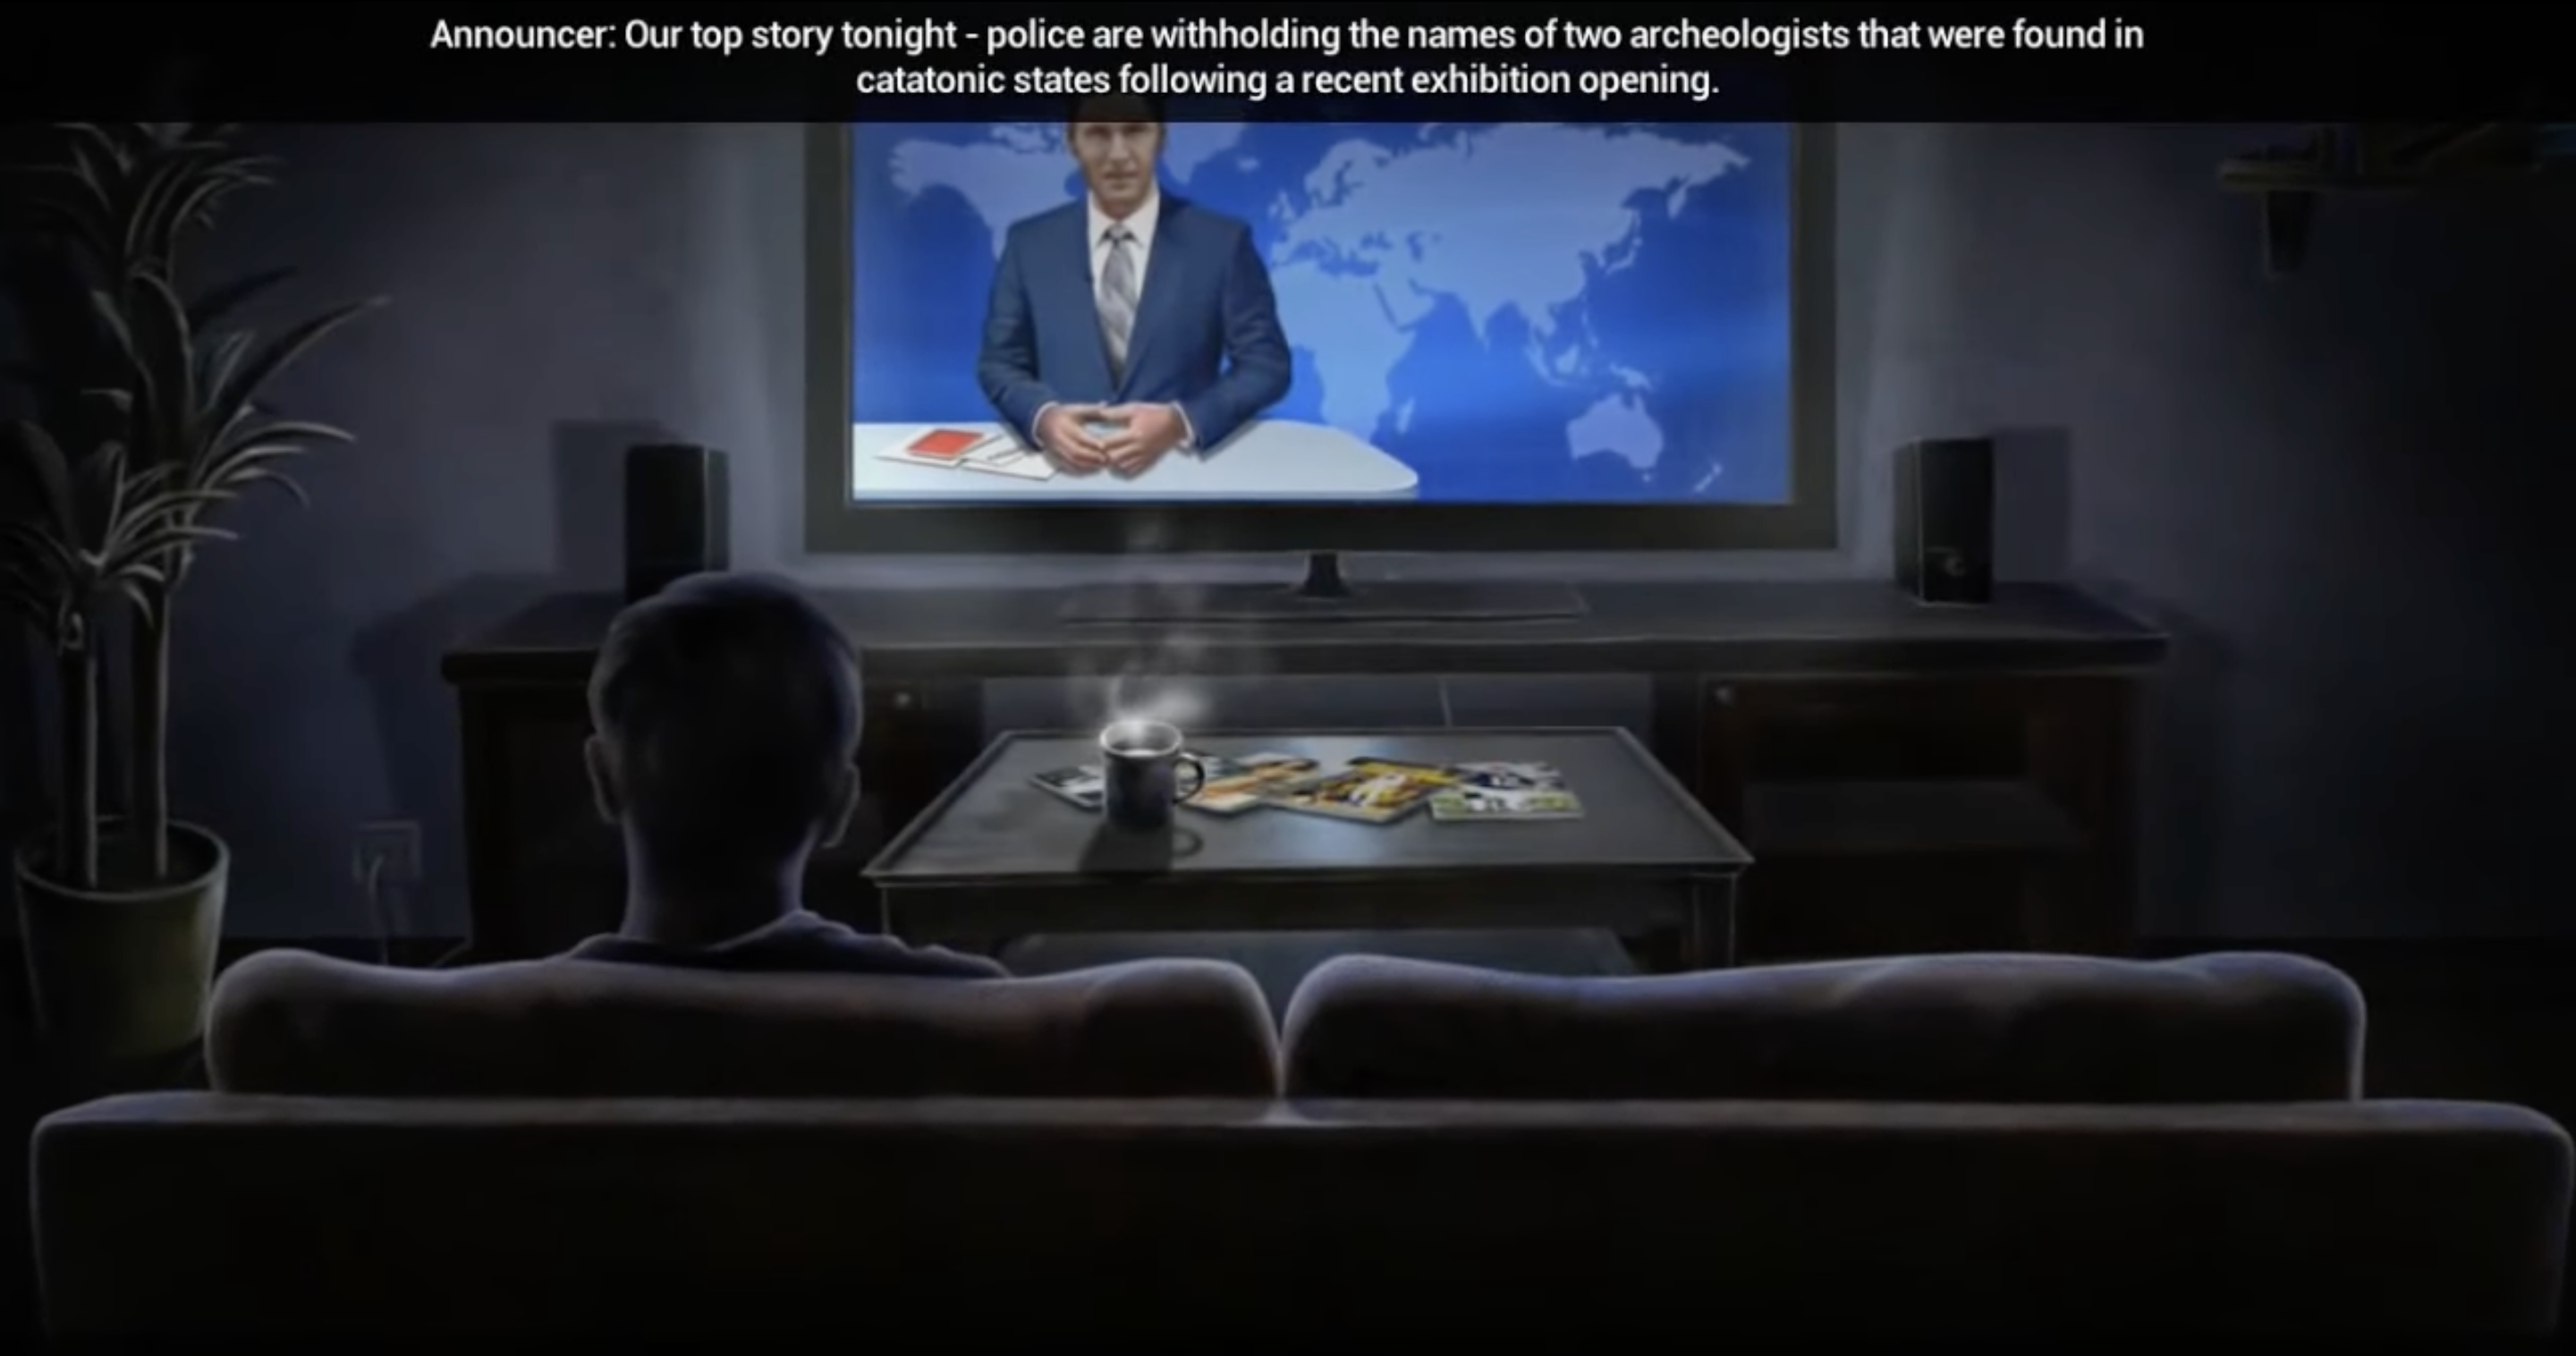 Announcer: Our top story tonight - police are withholding the names of two archeologists that were found in
catatonic states following a recent exhibition opening.